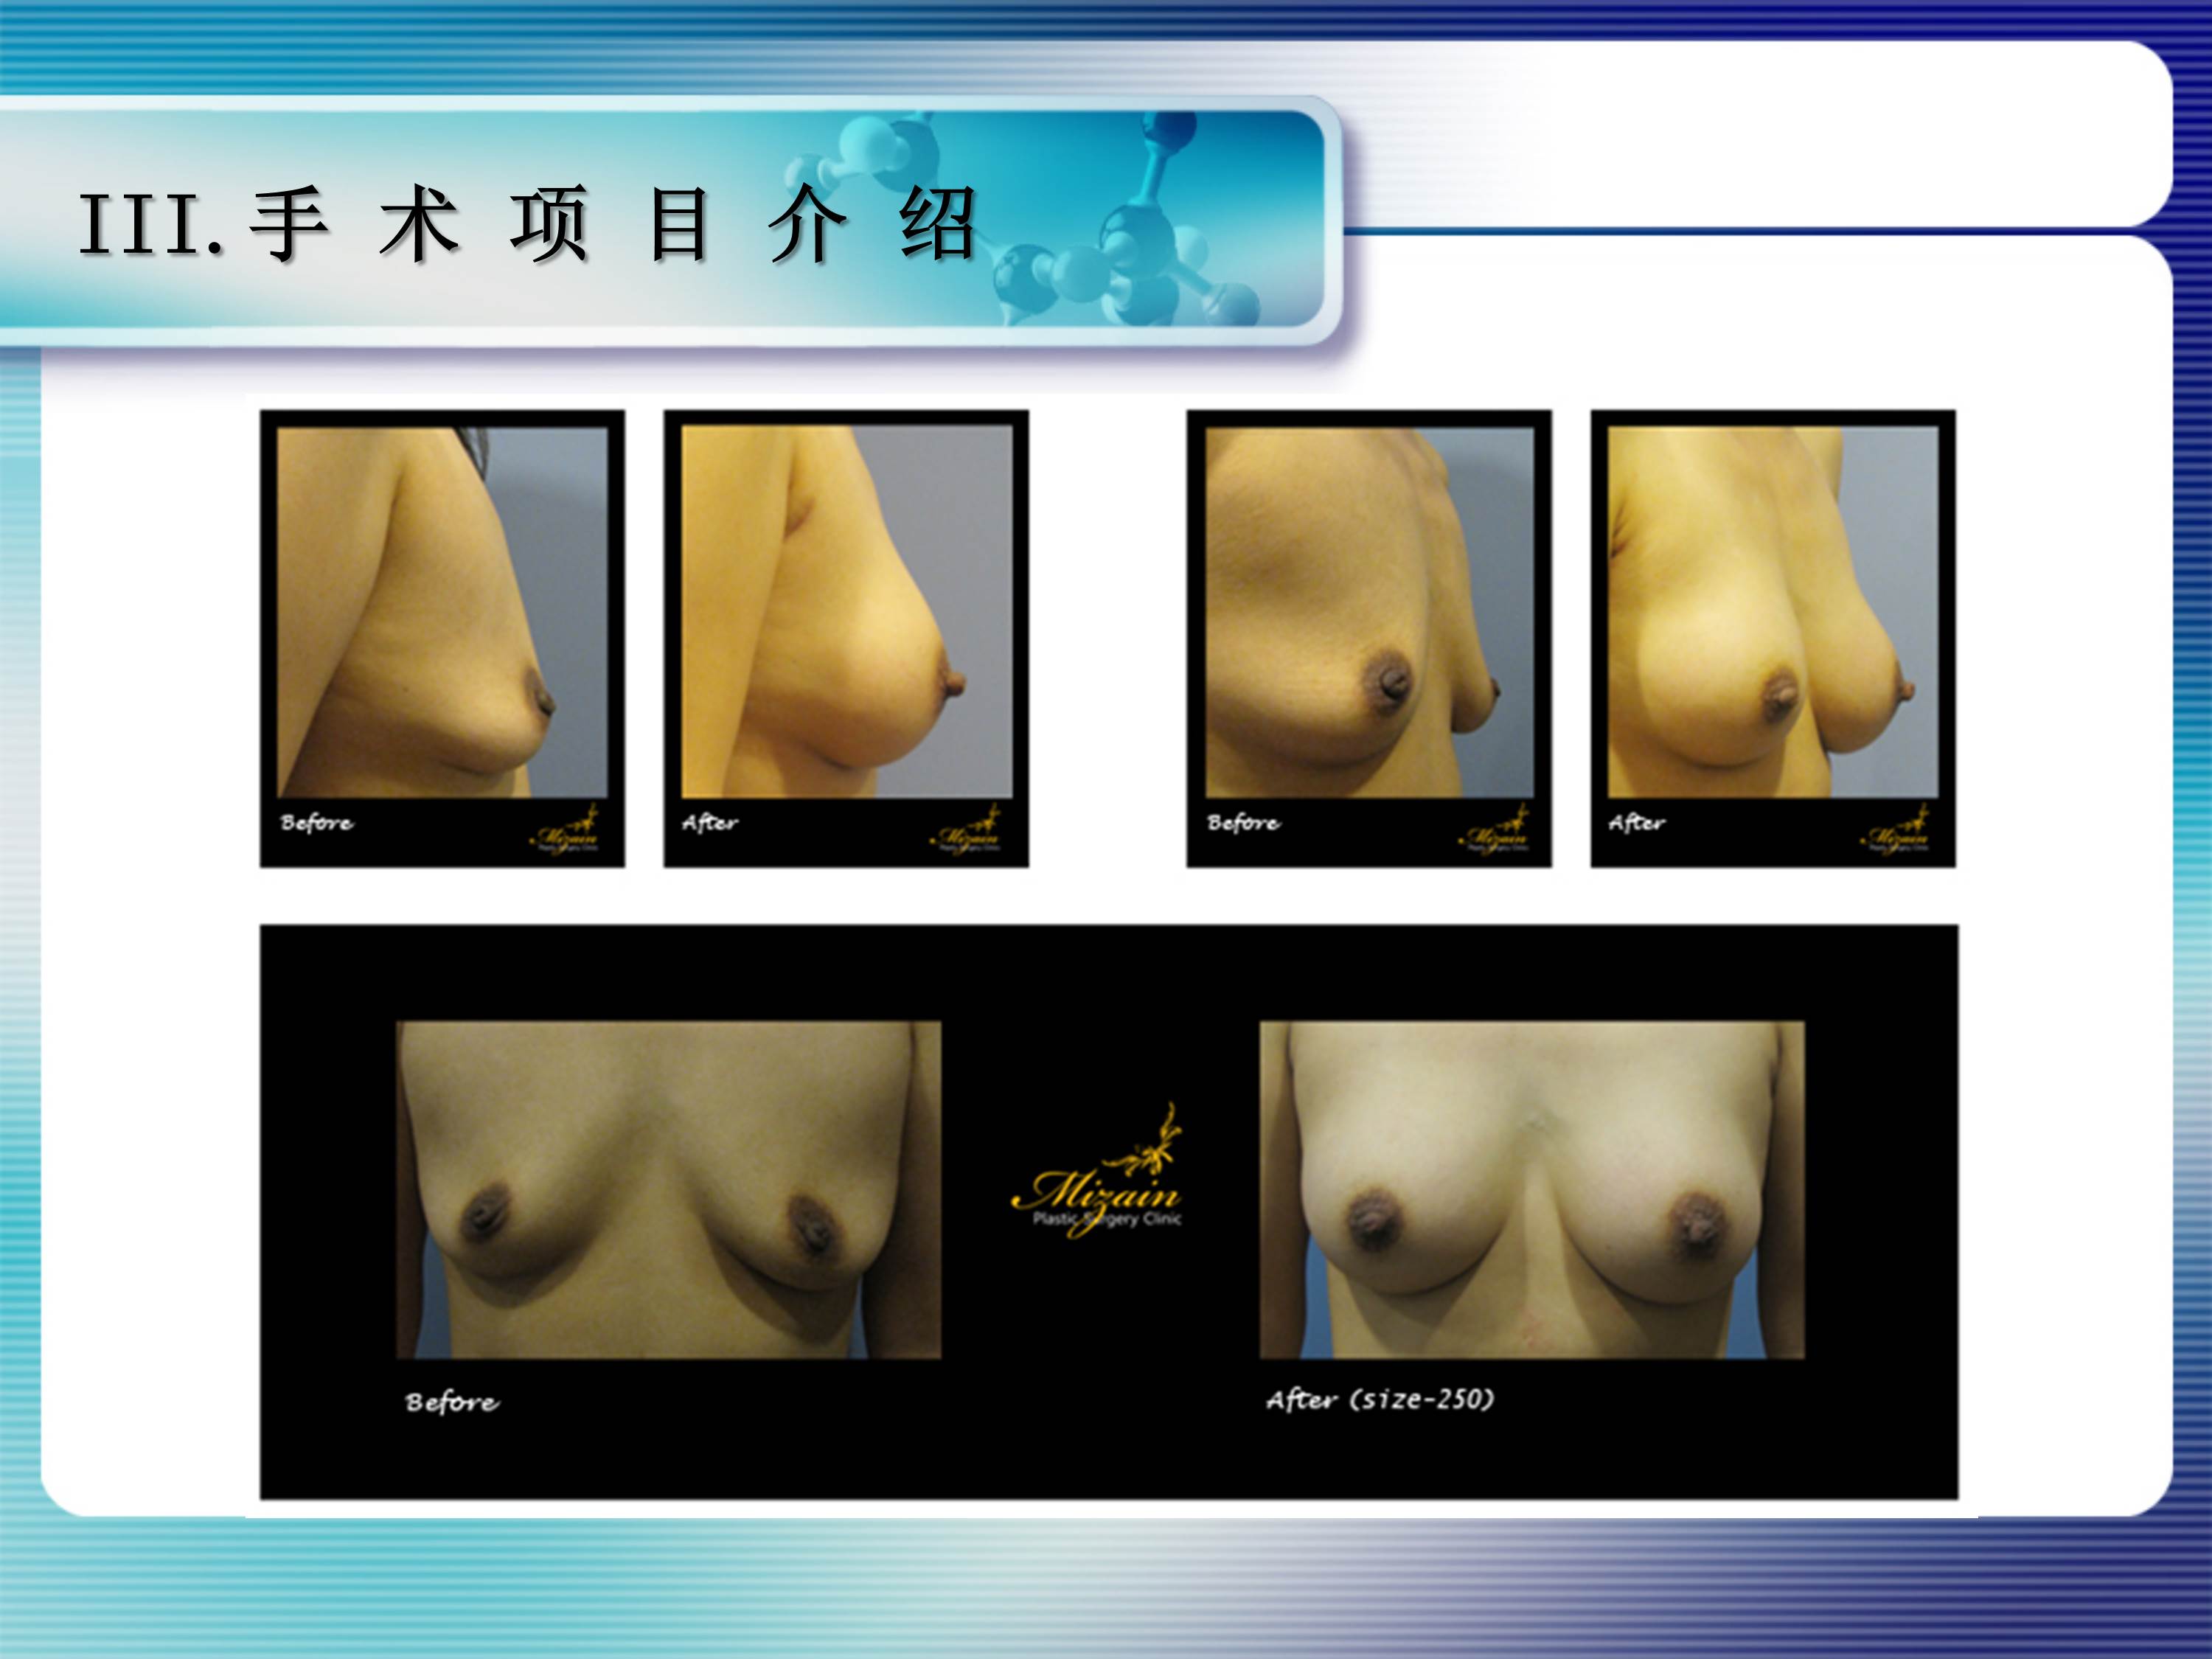 III.手术项目介绍
Before
Mizain
Plastic Surgery Clinic
After
Mizain
Plastic Surgery Clinic
Before
Mizain
Plastic Surgery Clinic
After
Mizain
Plastic Surgery Clinic
Mizain
Plastic Surgery Clinic
Before
After (size-250)